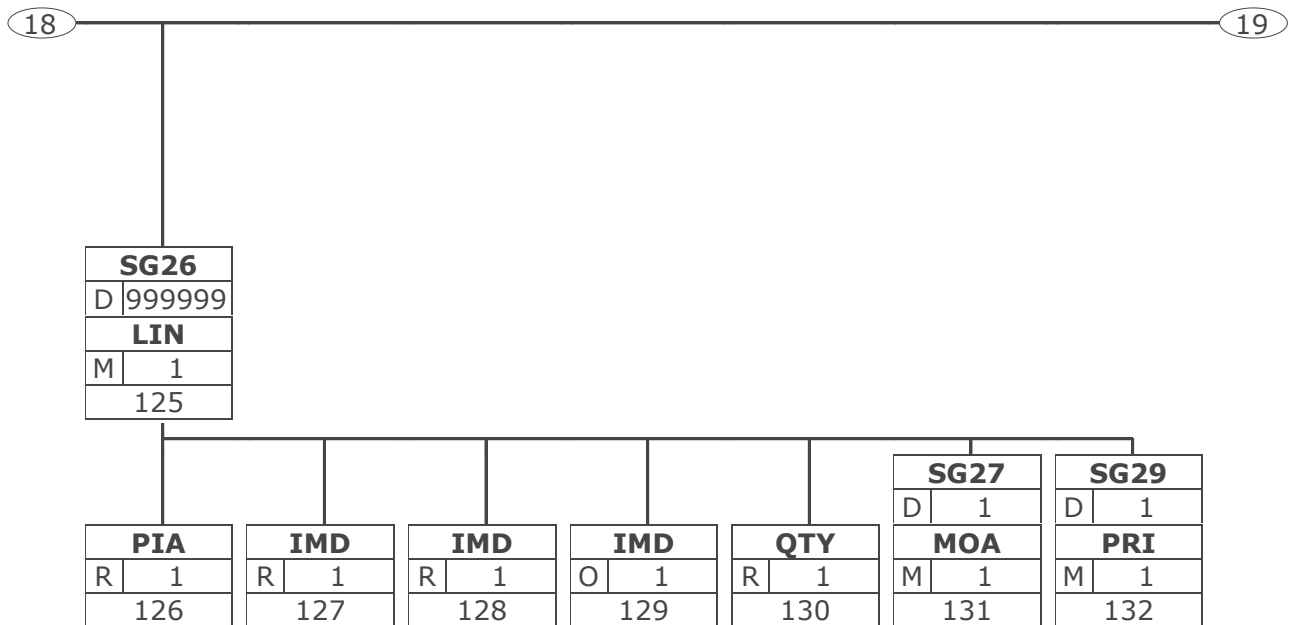 18 19
SG26
D 999999
LIN
M 1
125
SG27 SG29
D 1 D 1
PIA IMD IMD IMD QTY MOA PRI
R 1 R 1 R 1 O 1 R 1 M 1 M 1
126 127 128 129 130 131 132